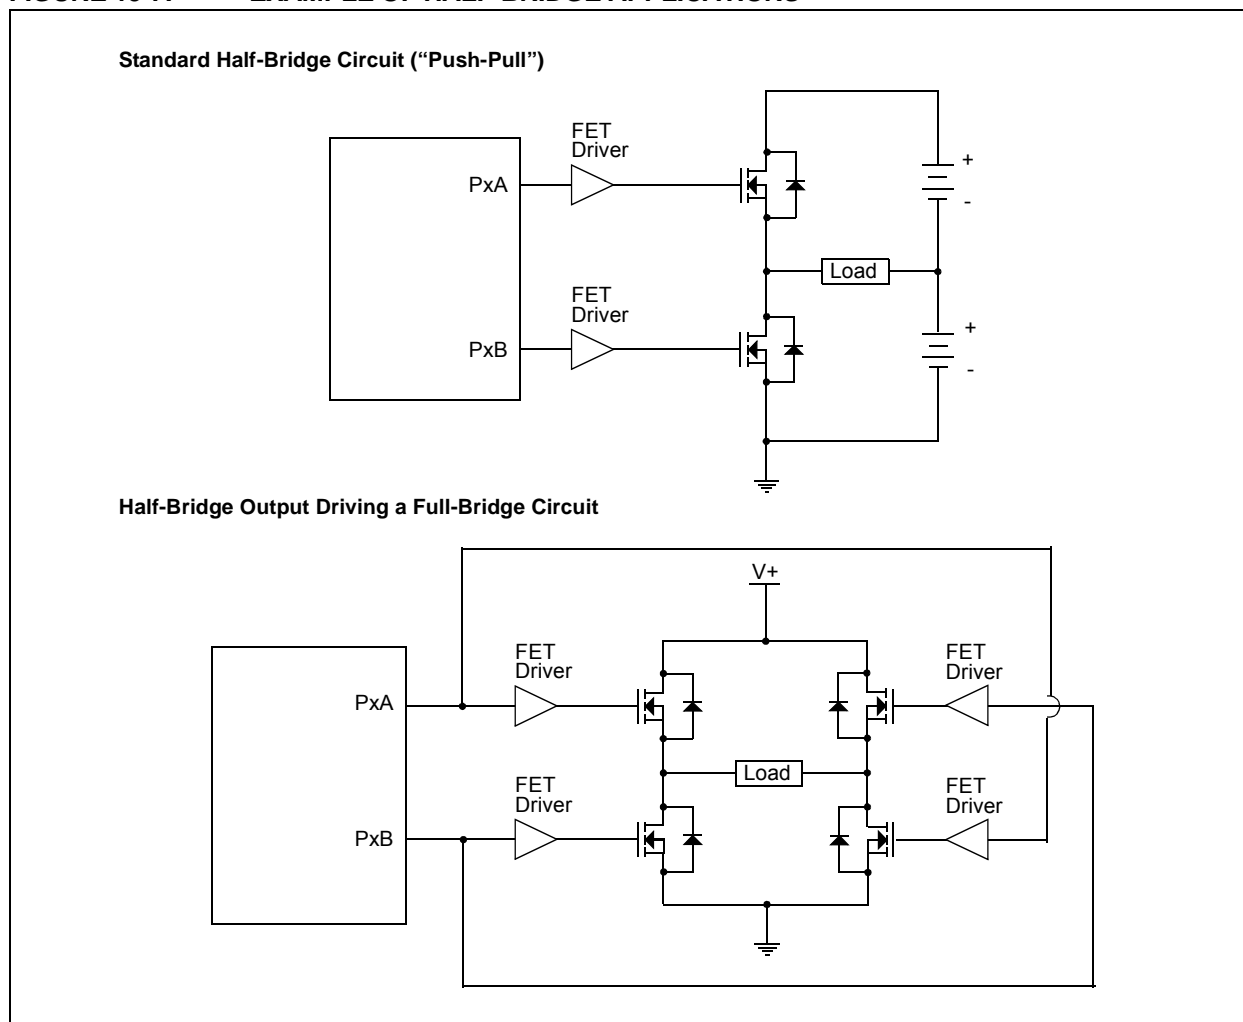 Standard Half-Bridge Circuit (“Push-Pull”)
FET
Driver
PxA
+
-
Load
FET
Driver
PxB
+
-
Half-Bridge Output Driving a Full-Bridge Circuit
V+
FET
Driver
FET
Driver
PxA
Load
FET
Driver
FET
Driver
PxB